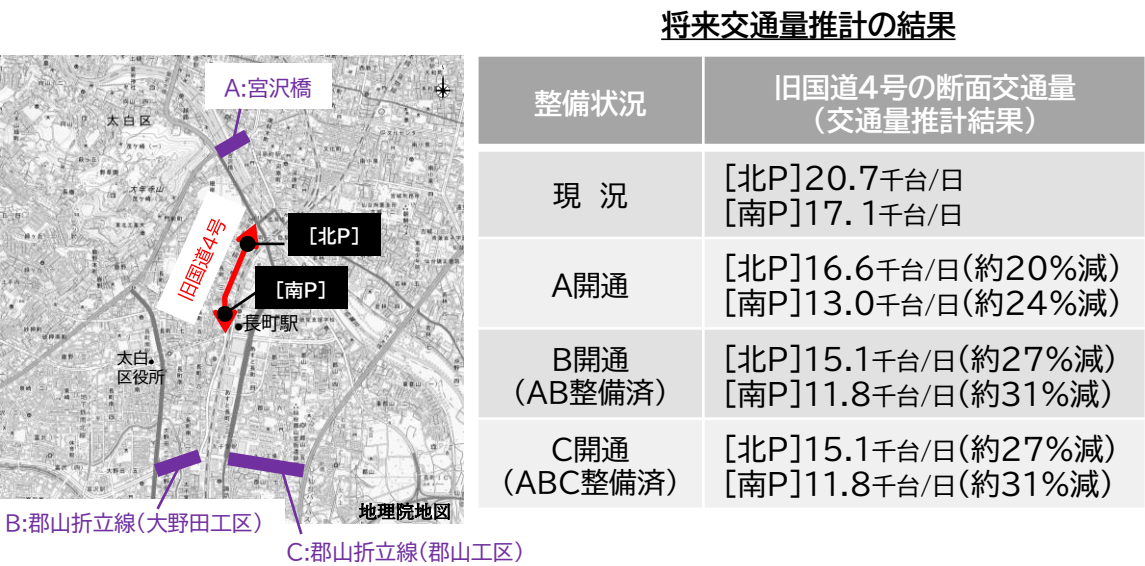 将来交通量推計の結果
A:宮沢橋
太白区
大年寺山
旧国道4号
[北P]
[南P]
長町駅
太白
区役所
地理院地図
B:郡山折立線(大野田工区)
C:郡山折立線(郡山工区)
整備状況
旧国道4号の断面交通量
(交通量推計結果)
現 況
[北P]20.7千台/日
[南P]17.1千台/日
A開通
[北P]16.6千台/日(約20%減)
[南P]13.0千台/日(約24%減)
B開通
(AB整備済)
[北P]15.1千台/日(約27%減)
[南P]11.8千台/日(約31%減)
C開通
(ABC整備済)
[北P]15.1千台/日(約27%減)
[南P]11.8千台/日(約31%減)